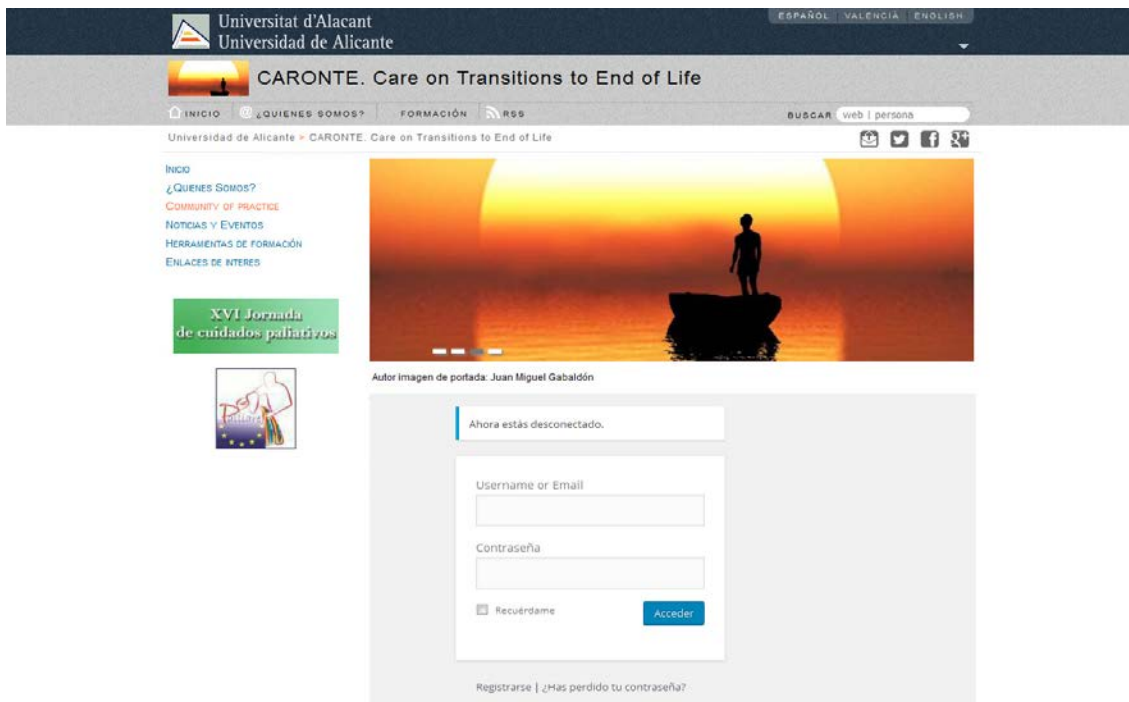 Universitat d'Alacant
Universidad de Alicante
ESPAÑOL VALENCIÀ ENGLISH
CARONTE. Care on Transitions to End of Life
INICIO ¿QUIENES SOMOS? FORMACIÓN RSS
BUSCAR web | persona
Universidad de Alicante » CARONTE. Care on Transitions to End of Life
INICIO
¿QUIENES SOMOS?
COMMUNITY OF PRACTICE
NOTICIAS Y EVENTOS
HERRAMIENTAS DE FORMACIÓN
ENLACES DE INTERES
XVI Jornada
de cuidados paliativos
Autor imagen de portada: Juan Miguel Gabaldón
Ahora estás desconectado.
Username or Email
Contraseña
Recuérdame
Acceder
Registrarse | ¿Has perdido tu contraseña?